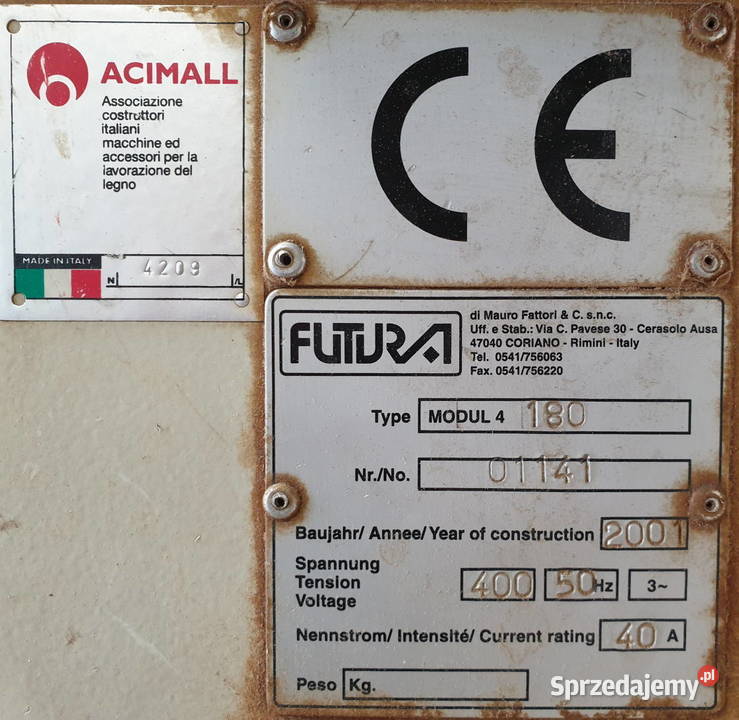 ACIMALL
Associazione
costruttori
italiani
macchine ed
accessori per la
lavorazione del
legno
MADE IN ITALY
N 4209 /L
CE
FUTURA
di Mauro Fattori & C. s.n.c.
Uff. e Stab.: Via C. Pavese 30 - Cerasolo Ausa
47040 CORIANO - Rimini - Italy
Tel. 0541/756063
Fax. 0541/756220
Type MODUL 4 180
Nr./No. 01141
Baujahr/ Annee/ Year of construction 2001
Spannung
Tension 400 50 Hz 3~
Voltage
Nennstrom/ Intensité/ Current rating 40 A
Peso Kg.
Sprzedajemy.pl